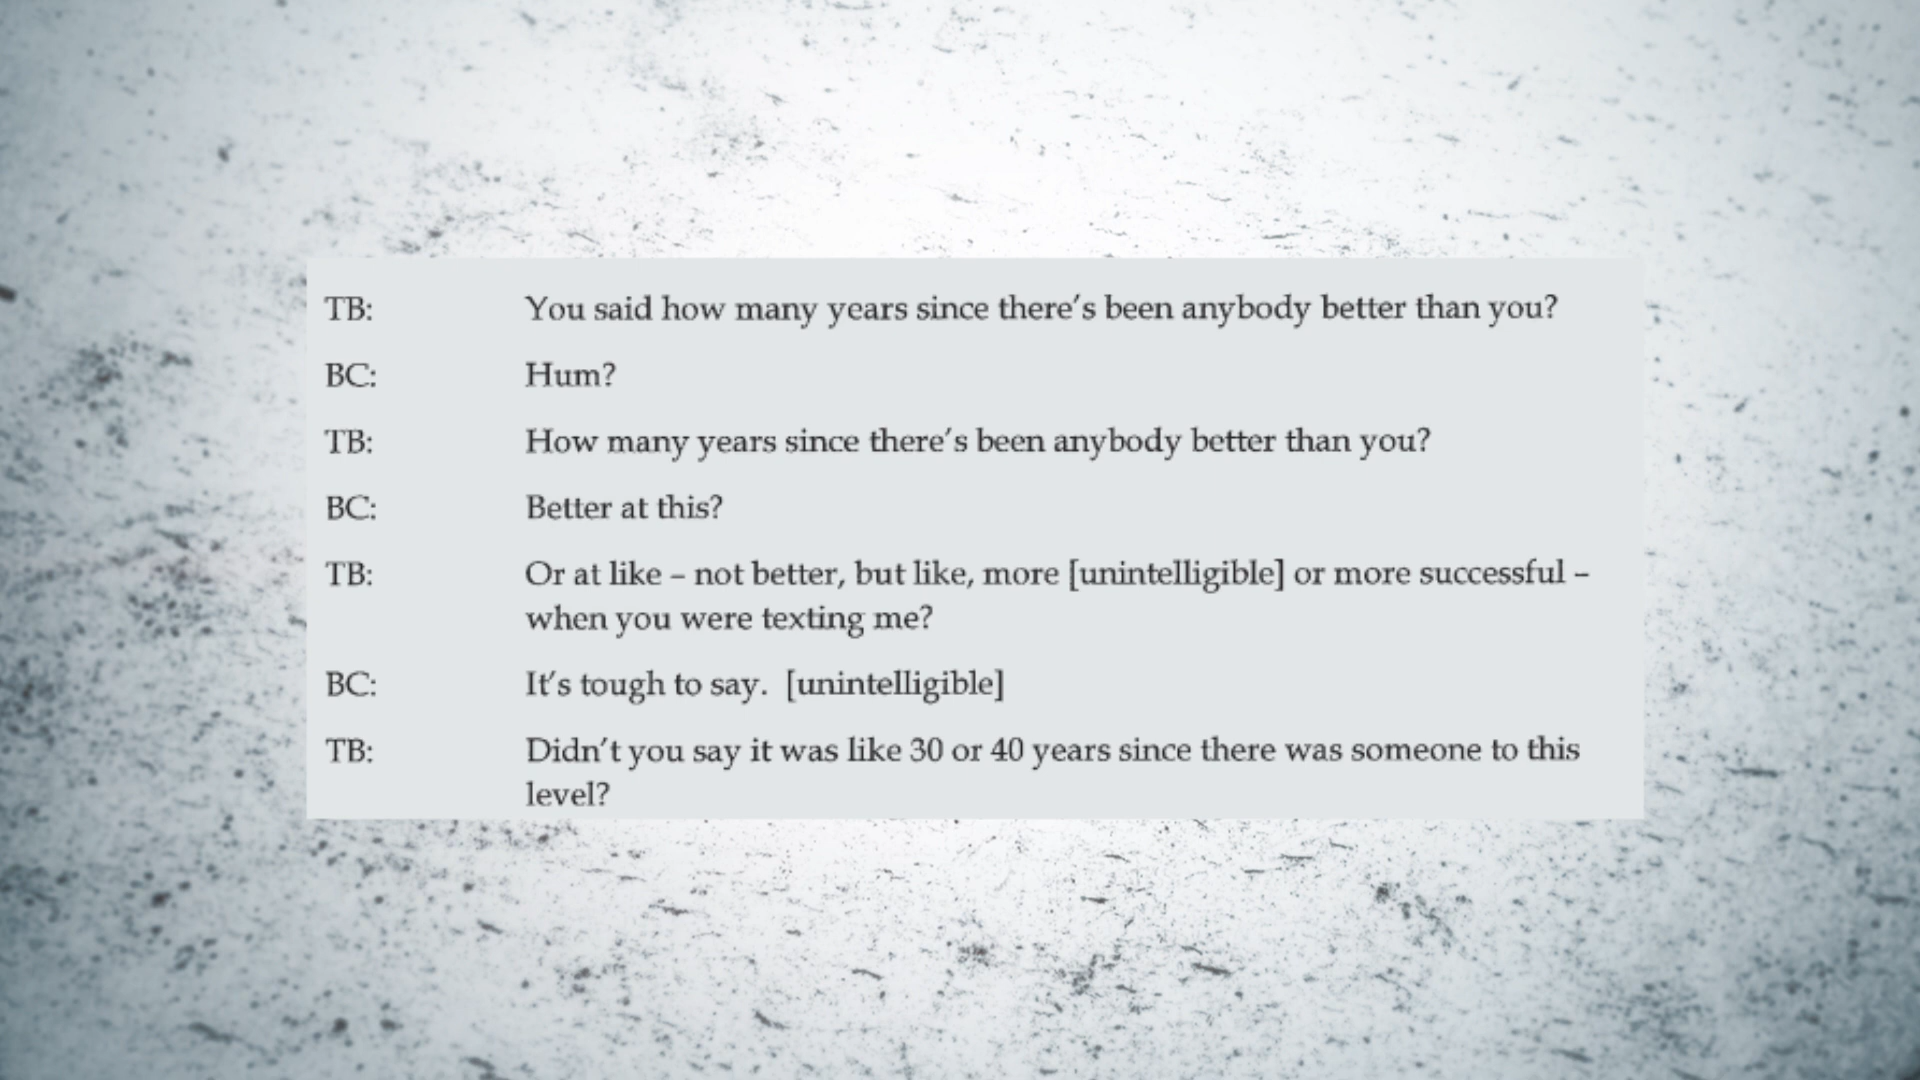 TB: You said how many years since there's been anybody better than you?
BC: Hum?
TB: How many years since there's been anybody better than you?
BC: Better at this?
TB: Or at like – not better, but like, more [unintelligible] or more successful –
when you were texting me?
BC: It's tough to say. [unintelligible]
TB: Didn't you say it was like 30 or 40 years since there was someone to this
level?